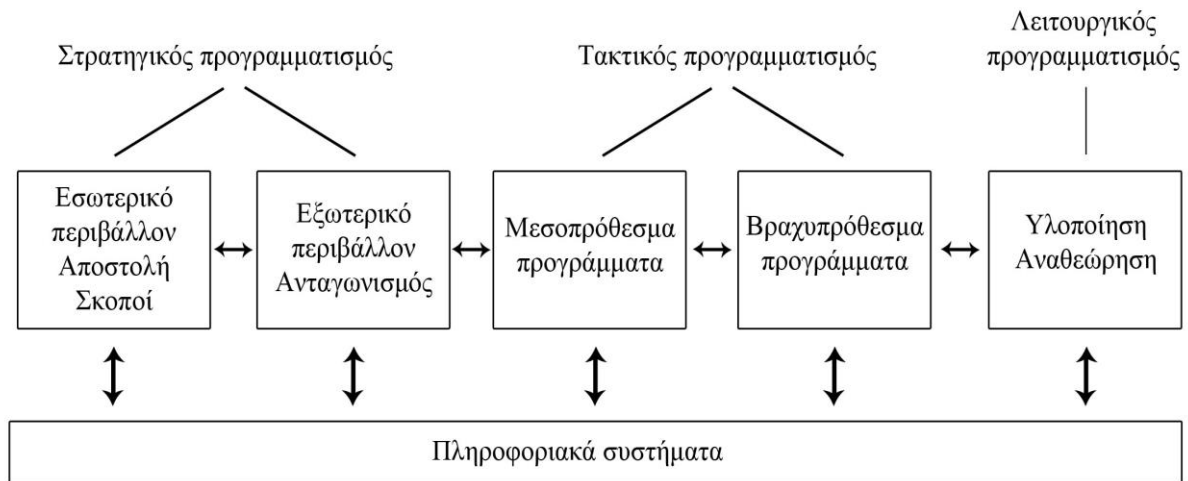 Στρατηγικός προγραμματισμός
Τακτικός προγραμματισμός
Λειτουργικός
προγραμματισμός
Εσωτερικό
περιβάλλον
Αποστολή
Σκοποί
Εξωτερικό
περιβάλλον
Ανταγωνισμός
Μεσοπρόθεσμα
προγράμματα
Βραχυπρόθεσμα
προγράμματα
Υλοποίηση
Αναθεώρηση
Πληροφοριακά συστήματα